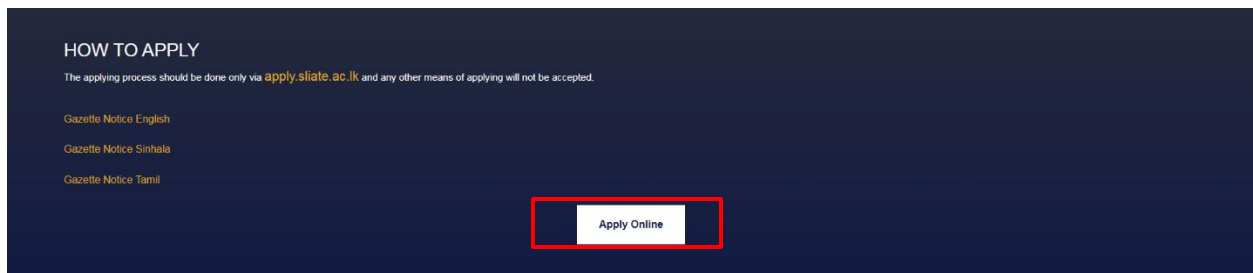 HOW TO APPLY
The applying process should be done only via apply.sliate.ac.lk and any other means of applying will not be accepted.
Gazette Notice English
Gazette Notice Sinhala
Gazette Notice Tamil
Apply Online